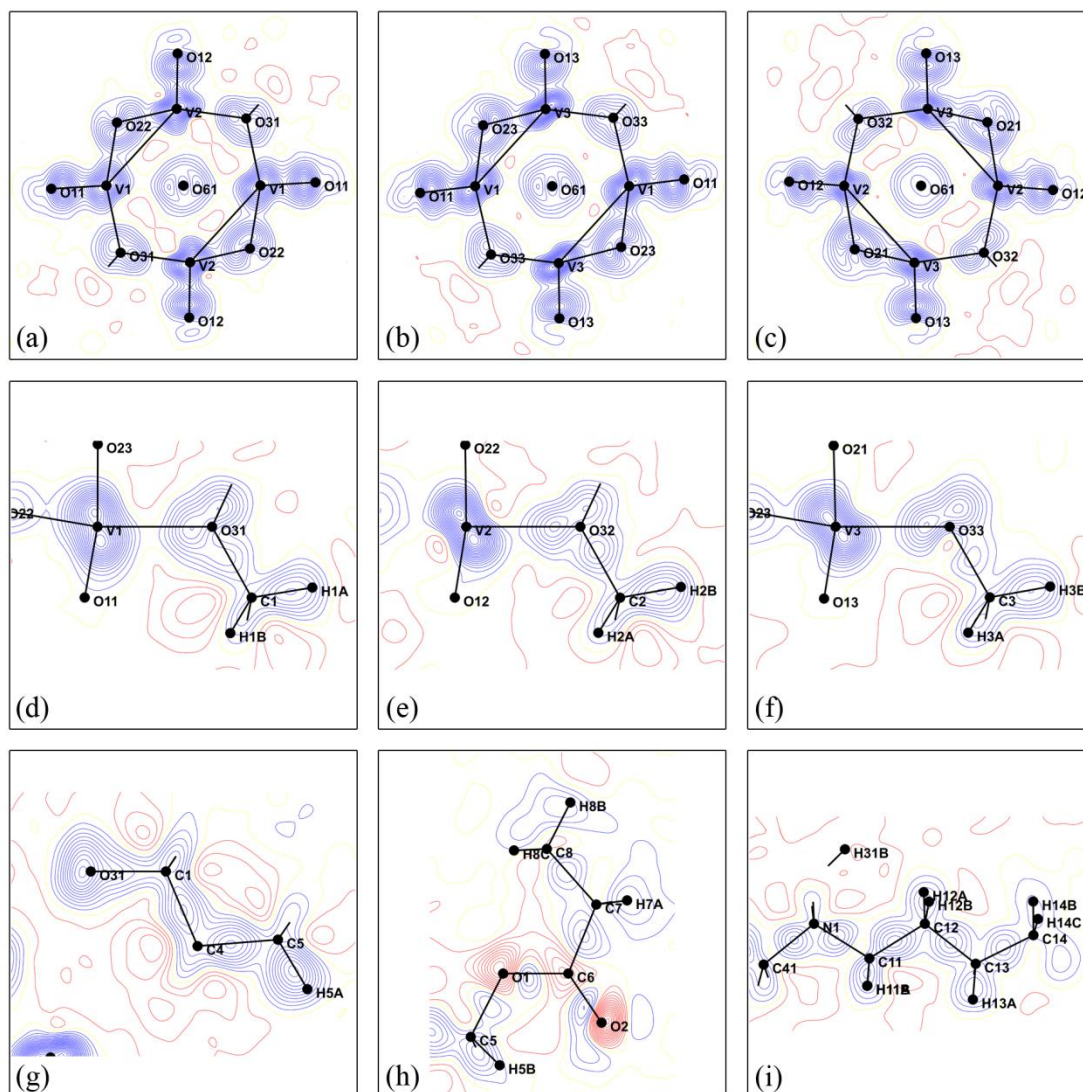 O12
V2
O22
O31
V1
O11
O61
V1
O11
O31
O22
V2
O12
(a)
O13
V3
O23
O33
V1
O11
O61
V1
O11
O33
O23
V3
O13
(b)
O13
V3
O32
O21
O12
V2
O61
V2
O12
O21
O32
V3
O13
(c)
O23
O22
V1
O31
O11
C1
H1A
H1B
(d)
O22
V2
O32
O12
C2
H2B
H2A
(e)
O21
O23
V3
O33
O13
C3
H3B
H3A
(f)
O31
C1
C4
C5
H5A
(g)
H8B
H8C
C8
C7
H7A
O1
C6
O2
C5
H5B
(h)
H31B
H12A
H12B
N1
C12
H14B
H14C
C14
C41
C11
C13
H13A
(i)